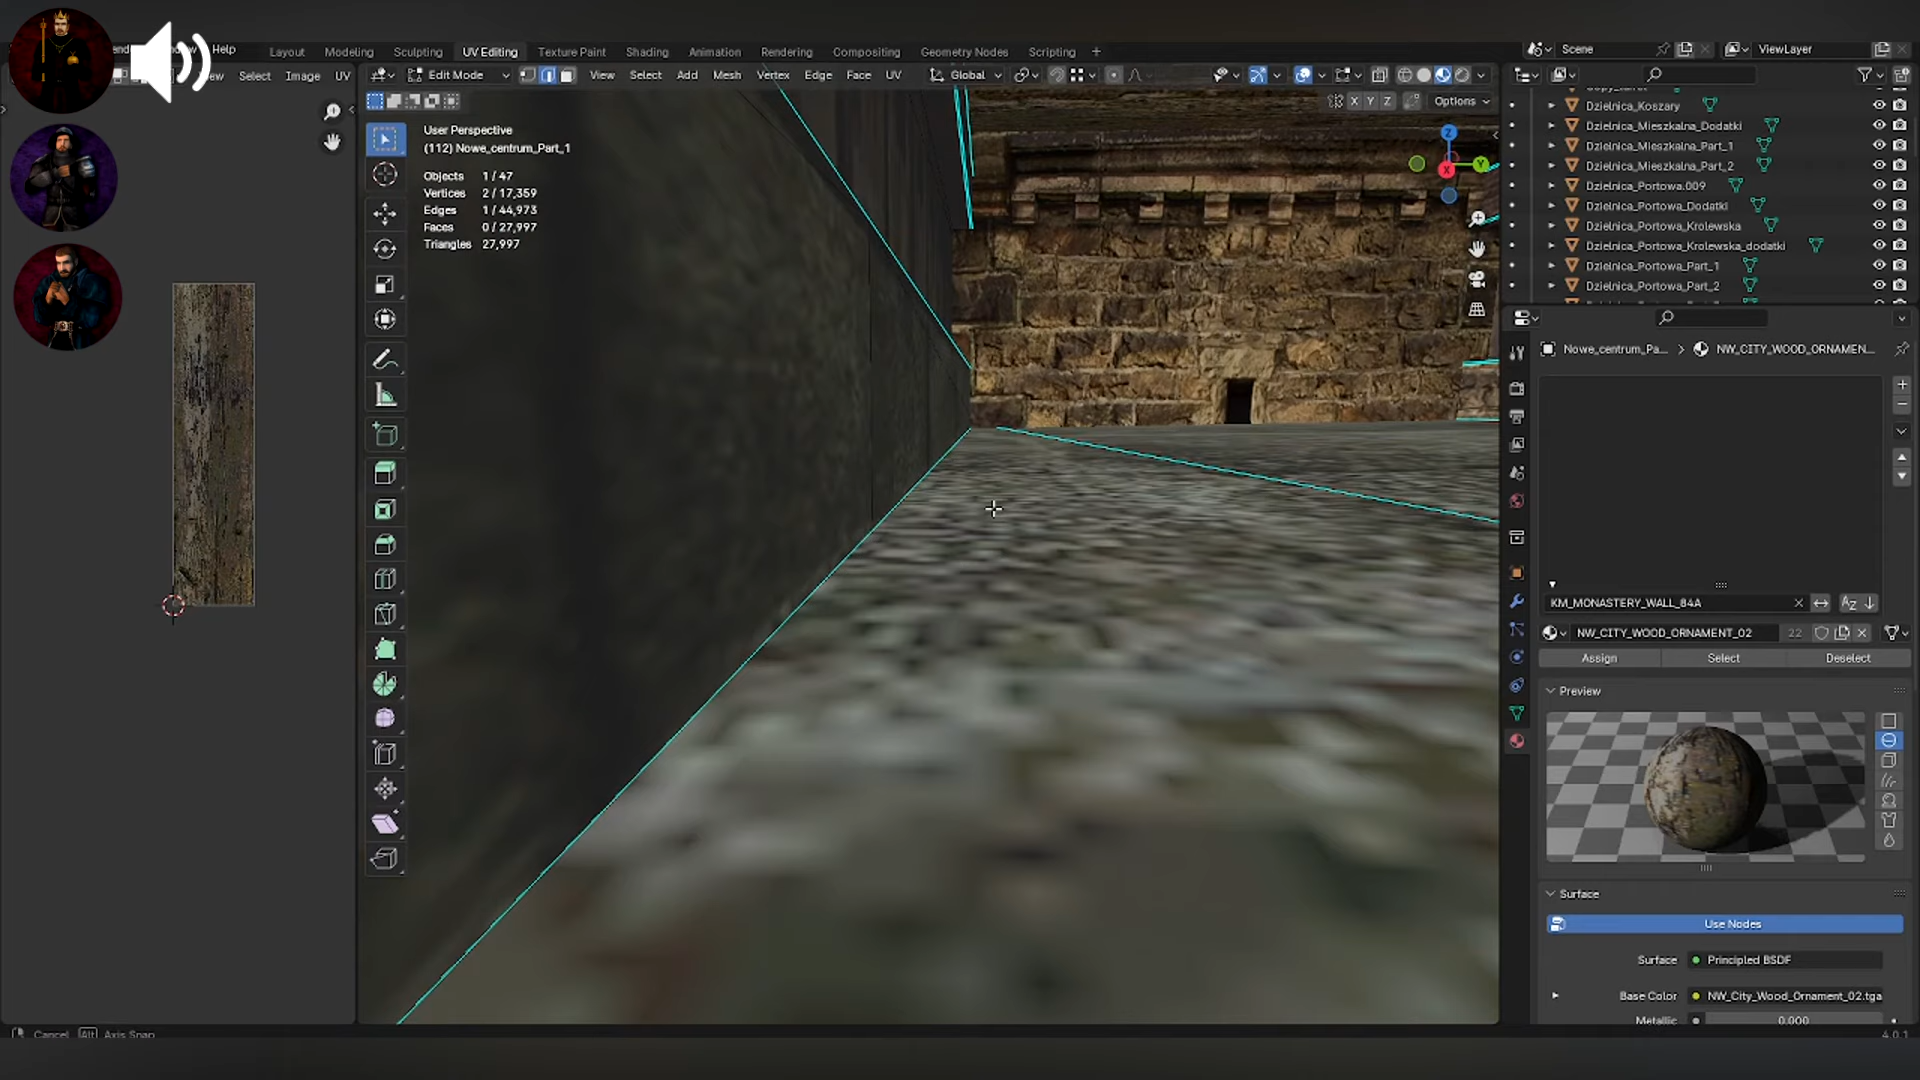 Help
Layout
Modeling
Sculpting
UV Editing
Texture Paint
Shading
Animation
Rendering
Compositing
Geometry Nodes
Scripting
+
Scene
ViewLayer
Select
Image
UV
Edit Mode
View
Select
Add
Mesh
Vertex
Edge
Face
UV
Global
X Y Z
Options
User Perspective
(112) Nowe_centrum_Part_1
Objects 1 / 47
Vertices 2 / 17,359
Edges 1 / 44,973
Faces 0 / 27,997
Triangles 27,997
Z
Y
X
Dzielnica_Koszary
Dzielnica_Mieszkalna_Dodatki
Dzielnica_Mieszkalna_Part_1
Dzielnica_Mieszkalna_Part_2
Dzielnica_Portowa.009
Dzielnica_Portowa_Dodatki
Dzielnica_Portowa_Krolewska
Dzielnica_Portowa_Krolewska_dodatki
Dzielnica_Portowa_Part_1
Dzielnica_Portowa_Part_2
Nowe_centrum_Pa... > NW_CITY_WOOD_ORNAMEN...
KM_MONASTERY_WALL_84A
NW_CITY_WOOD_ORNAMENT_02 22
Assign
Select
Deselect
Preview
Surface
Use Nodes
Surface Principled BSDF
Base Color NW_City_Wood_Ornament_02.tga
Metallic 0.000
Cancel Alt Axis Snap
4.0.1